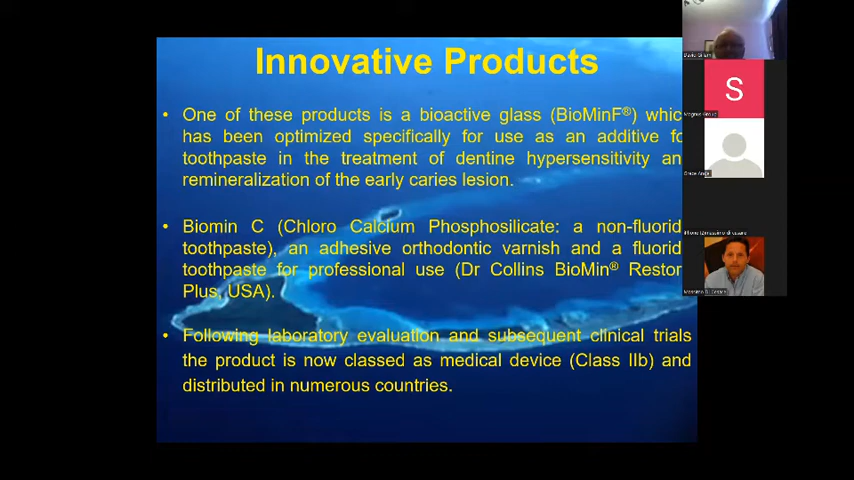 Innovative Products
• One of these products is a bioactive glass (BioMinF®) whic
has been optimized specifically for use as an additive fo
toothpaste in the treatment of dentine hypersensitivity an
remineralization of the early caries lesion.
• Biomin C (Chloro Calcium Phosphosilicate: a non-fluorid
toothpaste), an adhesive orthodontic varnish and a fluorid
toothpaste for professional use (Dr Collins BioMin® Restor
Plus, USA).
• Following laboratory evaluation and subsequent clinical trials
the product is now classed as medical device (Class IIb) and
distributed in numerous countries.
David Gillam
S
Magnus Group